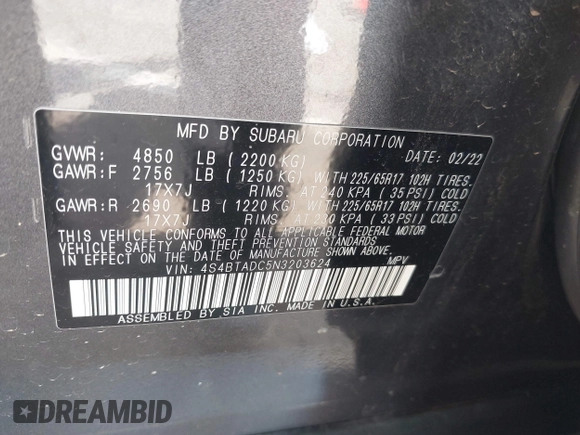 MFD BY SUBARU CORPORATION
GVWR: 4850 LB (2200 KG) DATE: 02/22
GAWR:F 2756 LB (1250 KG) WITH 225/65R17 102H TIRES.
17X7J RIMS. AT 240 KPA (35 PSI) COLD
GAWR:R 2690 LB (1220 KG) WITH 225/65R17 102H TIRES.
17X7J RIMS. AT 230 KPA (33 PSI) COLD
THIS VEHICLE CONFORMS TO ALL APPLICABLE FEDERAL MOTOR
VEHICLE SAFETY AND THEFT PREVENTION STANDARDS
IN EFFECT ON THE DATE OF MANUFACTURE SHOWN ABOVE.
VIN: 4S4BTADC5N3203624 MPV
ASSEMBLED BY SIA INC. MADE IN U.S.A.
DREAMBID